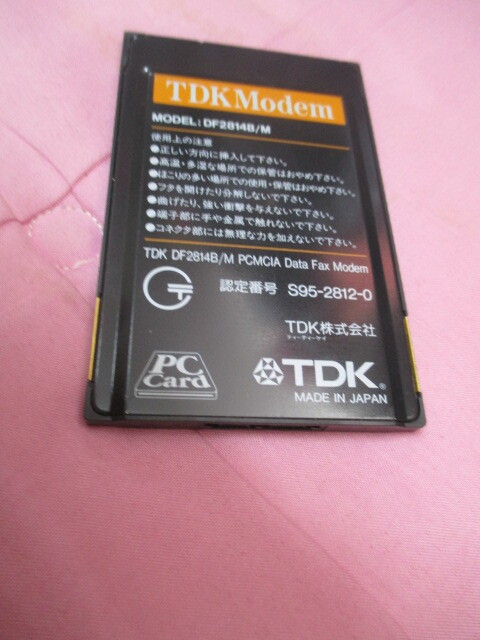 TDK Modem
MODEL: DF2814B/M
使用上の注意
●正しい方向に挿入して下さい。
●高温・多湿な場所での保管はおやめ下さい。
●ほこりの多い場所での使用・保管はおやめ下さい。
●フタを開けたり分解しないで下さい。
●曲げたり、強い衝撃を与えないで下さい。
●端子部に手や金属で触れないで下さい。
●コネクタ部には無理な力を加えないで下さい。
TDK DF2814B/M PCMCIA Data Fax Modem
認定番号 S95-2812-0
TDK株式会社
ティーディーケイ
PC Card
TDK®
MADE IN JAPAN